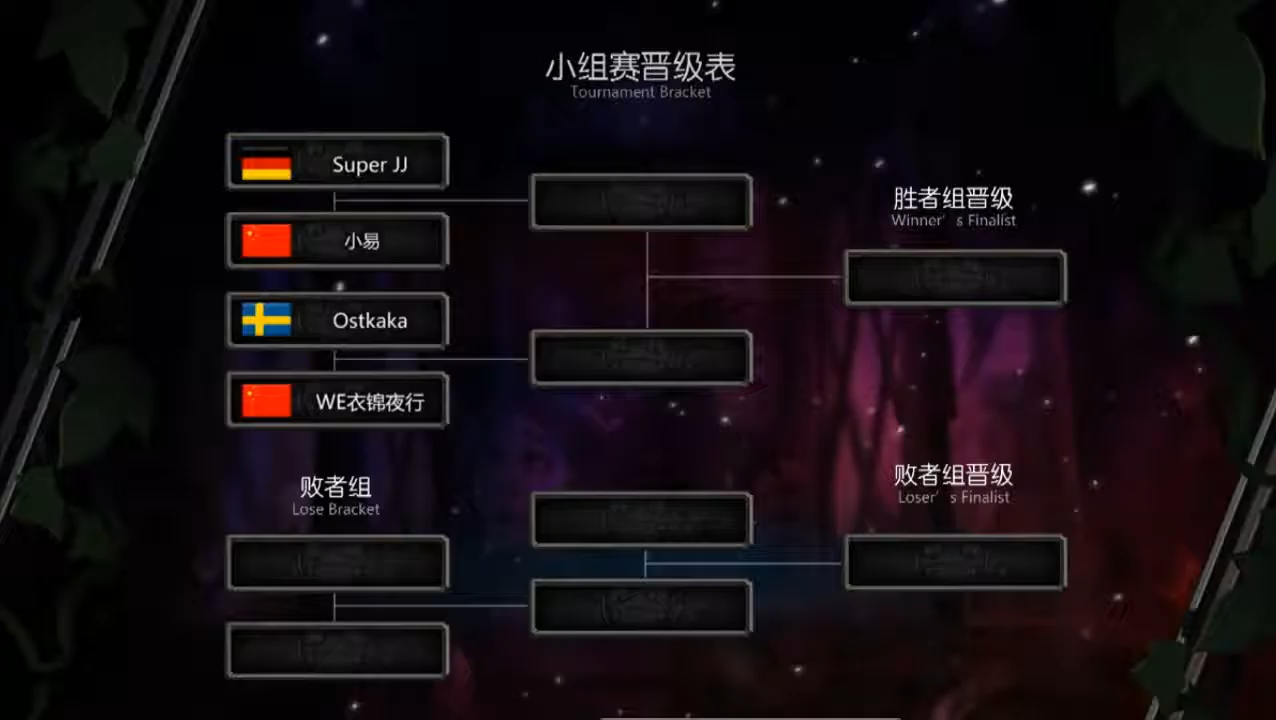 小组赛晋级表
Tournament Bracket
Super JJ
小易
Ostkaka
WE衣锦夜行
胜者组晋级
Winner's Finalist
败者组
Lose Bracket
败者组晋级
Loser's Finalist